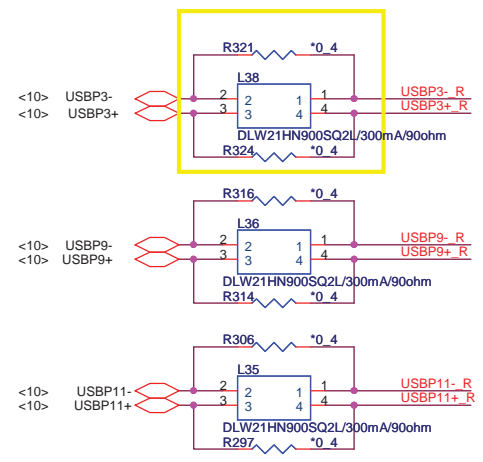 R321 *0_4
L38
<10> USBP3- 2 2 1 1 USBP3-_R
<10> USBP3+ 3 3 4 4 USBP3+_R
DLW21HN900SQ2L/300mA/90ohm
R324 *0_4
R316 *0_4
L36
<10> USBP9- 2 2 1 1 USBP9-_R
<10> USBP9+ 3 3 4 4 USBP9+_R
DLW21HN900SQ2L/300mA/90ohm
R314 *0_4
R306 *0_4
L35
<10> USBP11- 2 2 1 1 USBP11-_R
<10> USBP11+ 3 3 4 4 USBP11+_R
DLW21HN900SQ2L/300mA/90ohm
R297 *0_4